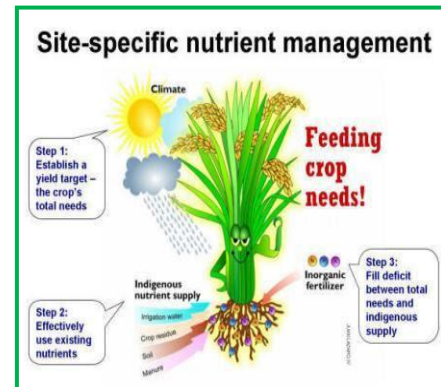 Site-specific nutrient management
Climate
Step 1:
Establish a
yield target –
the crop's
total needs
Feeding
crop
needs!
Indigenous
nutrient supply
Irrigation water
Crop residue
Soil
Manure
Step 2:
Effectively
use existing
nutrients
Inorganic
fertilizer
Step 3:
Fill deficit
between total
needs and
indigenous
supply